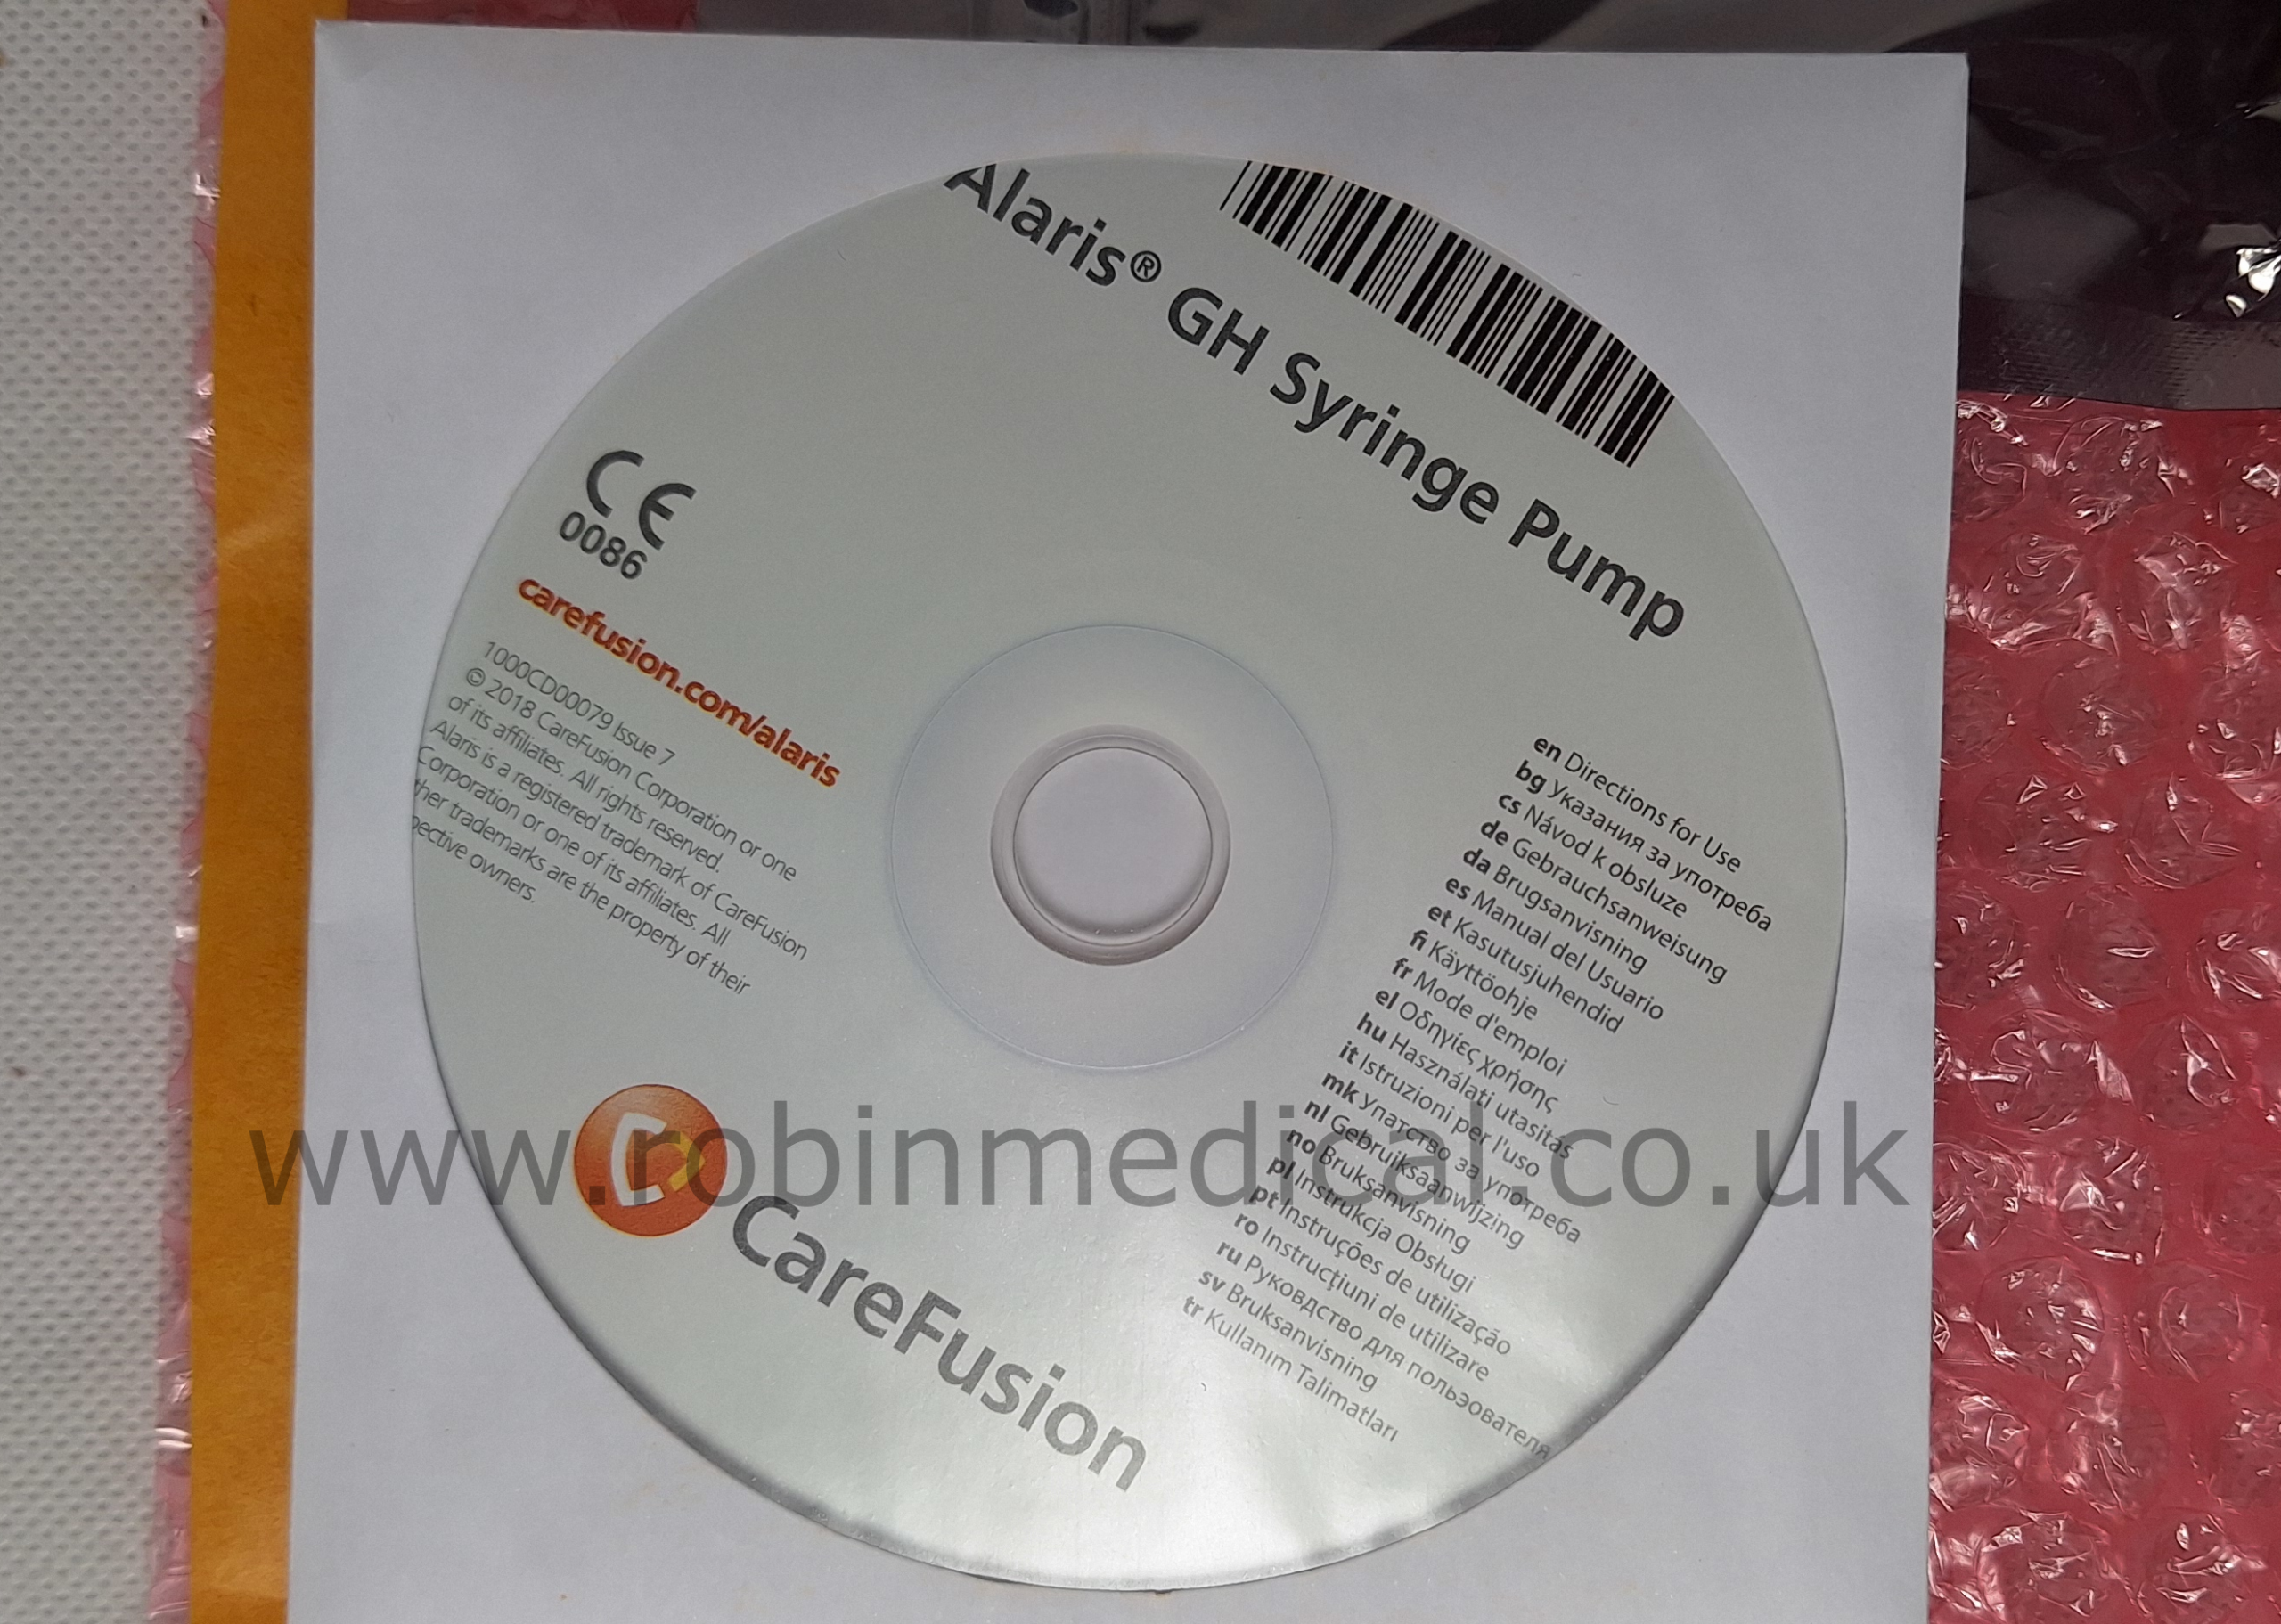 Alaris® GH Syringe Pump
CE
0086
carefusion.com/alaris
1000CD00079 Issue 7
© 2018 CareFusion Corporation or one
of its affiliates. All rights reserved.
Alaris is a registered trademark of CareFusion
Corporation or one of its affiliates. All
ther trademarks are the property of their
pective owners.
en Directions for Use
bg Указания за употреба
cs Návod k obsluze
de Gebrauchsanweisung
da Brugsanvisning
es Manual del Usuario
et Kasutusjuhendid
fi Käyttöohje
fr Mode d'emploi
el Οδηγίες χρήσης
hu Használati utasítás
it Istruzioni per l'uso
mk Упатство за употреба
nl Gebruiksaanwijzing
no Bruksanvisning
pl Instrukcja Obsługi
pt Instruções de utilização
ro Instrucţiuni de utilizare
ru Руковдство для пользователя
sv Bruksanvisning
tr Kullanım Talimatları
CareFusion
www.robinmedical.co.uk